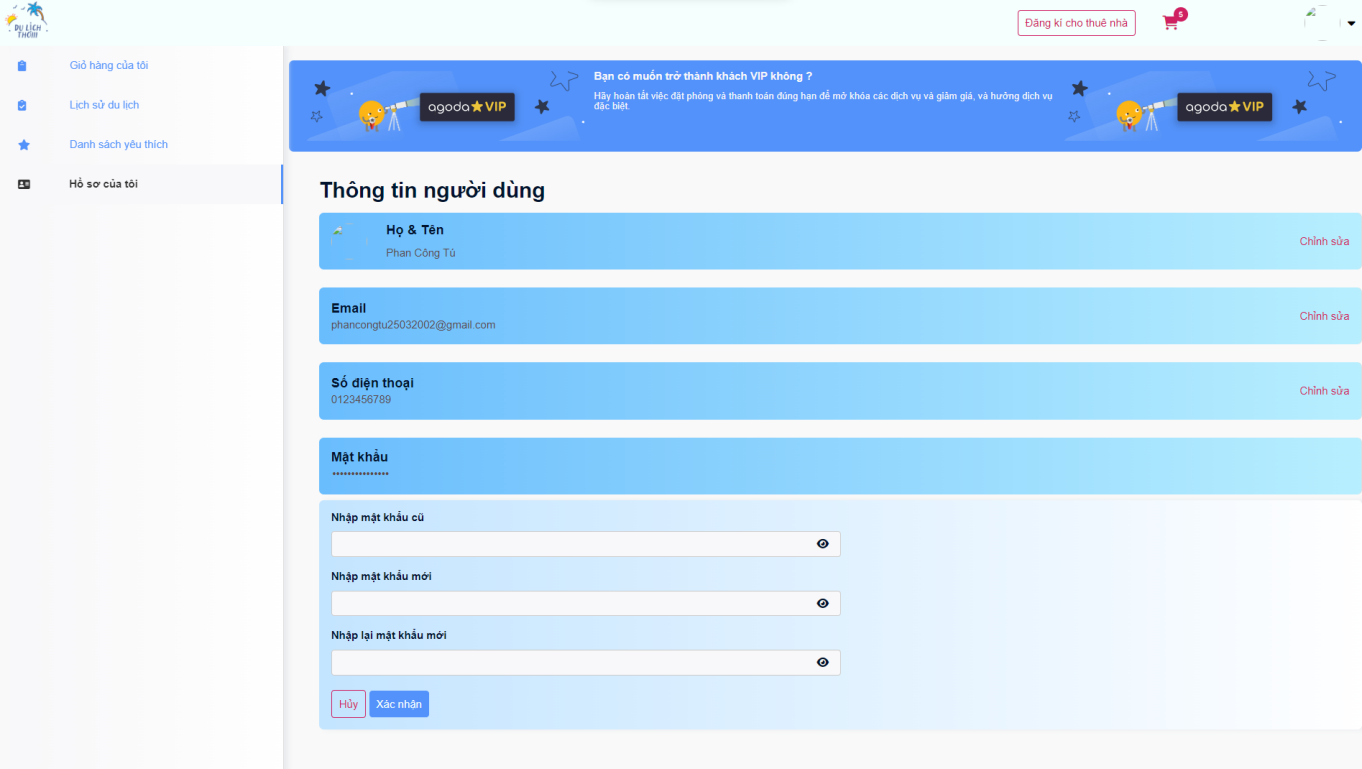 DU LỊCH
THÔIII
Đăng kí cho thuê nhà
5
Giỏ hàng của tôi
Lịch sử du lịch
Danh sách yêu thích
Hồ sơ của tôi
agoda VIP
Bạn có muốn trở thành khách VIP không ?
Hãy hoàn tất việc đặt phòng và thanh toán đúng hạn để mở khóa các dịch vụ và giảm giá, và hưởng dịch vụ
đặc biệt.
agoda VIP
Thông tin người dùng
Họ & Tên
Phan Công Tú
Chỉnh sửa
Email
phancongtu25032002@gmail.com
Chỉnh sửa
Số điện thoại
0123456789
Chỉnh sửa
Mật khẩu
•••••••••••••••
Nhập mật khẩu cũ
Nhập mật khẩu mới
Nhập lại mật khẩu mới
Hủy
Xác nhận